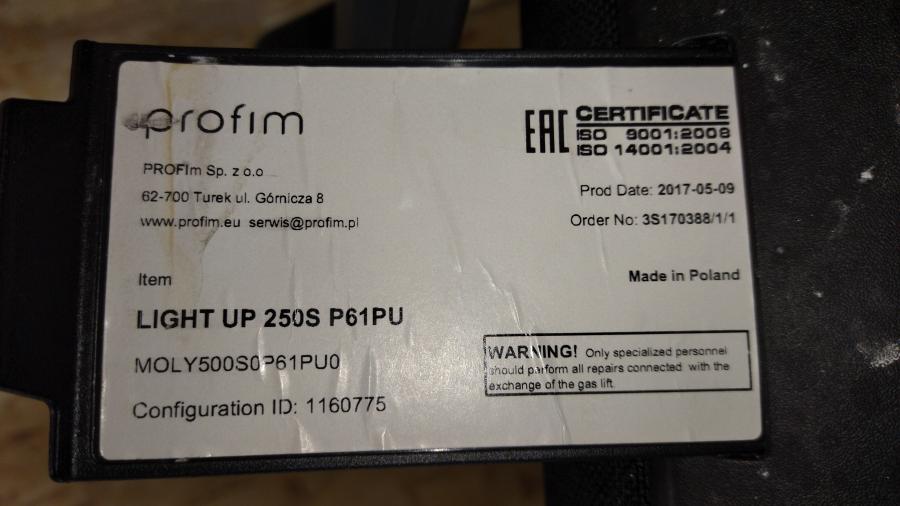 profim
PROFIm Sp. z o.o
62-700 Turek ul. Górnicza 8
www.profim.eu serwis@profim.pl
EAC CERTIFICATE
ISO 9001:2008
ISO 14001:2004
Prod Date: 2017-05-09
Order No: 3S170388/1/1
Made in Poland
Item
LIGHT UP 250S P61PU
MOLY500S0P61PU0
Configuration ID: 1160775
WARNING! Only specialized personnel
should perform all repairs connected with the
exchange of the gas lift.